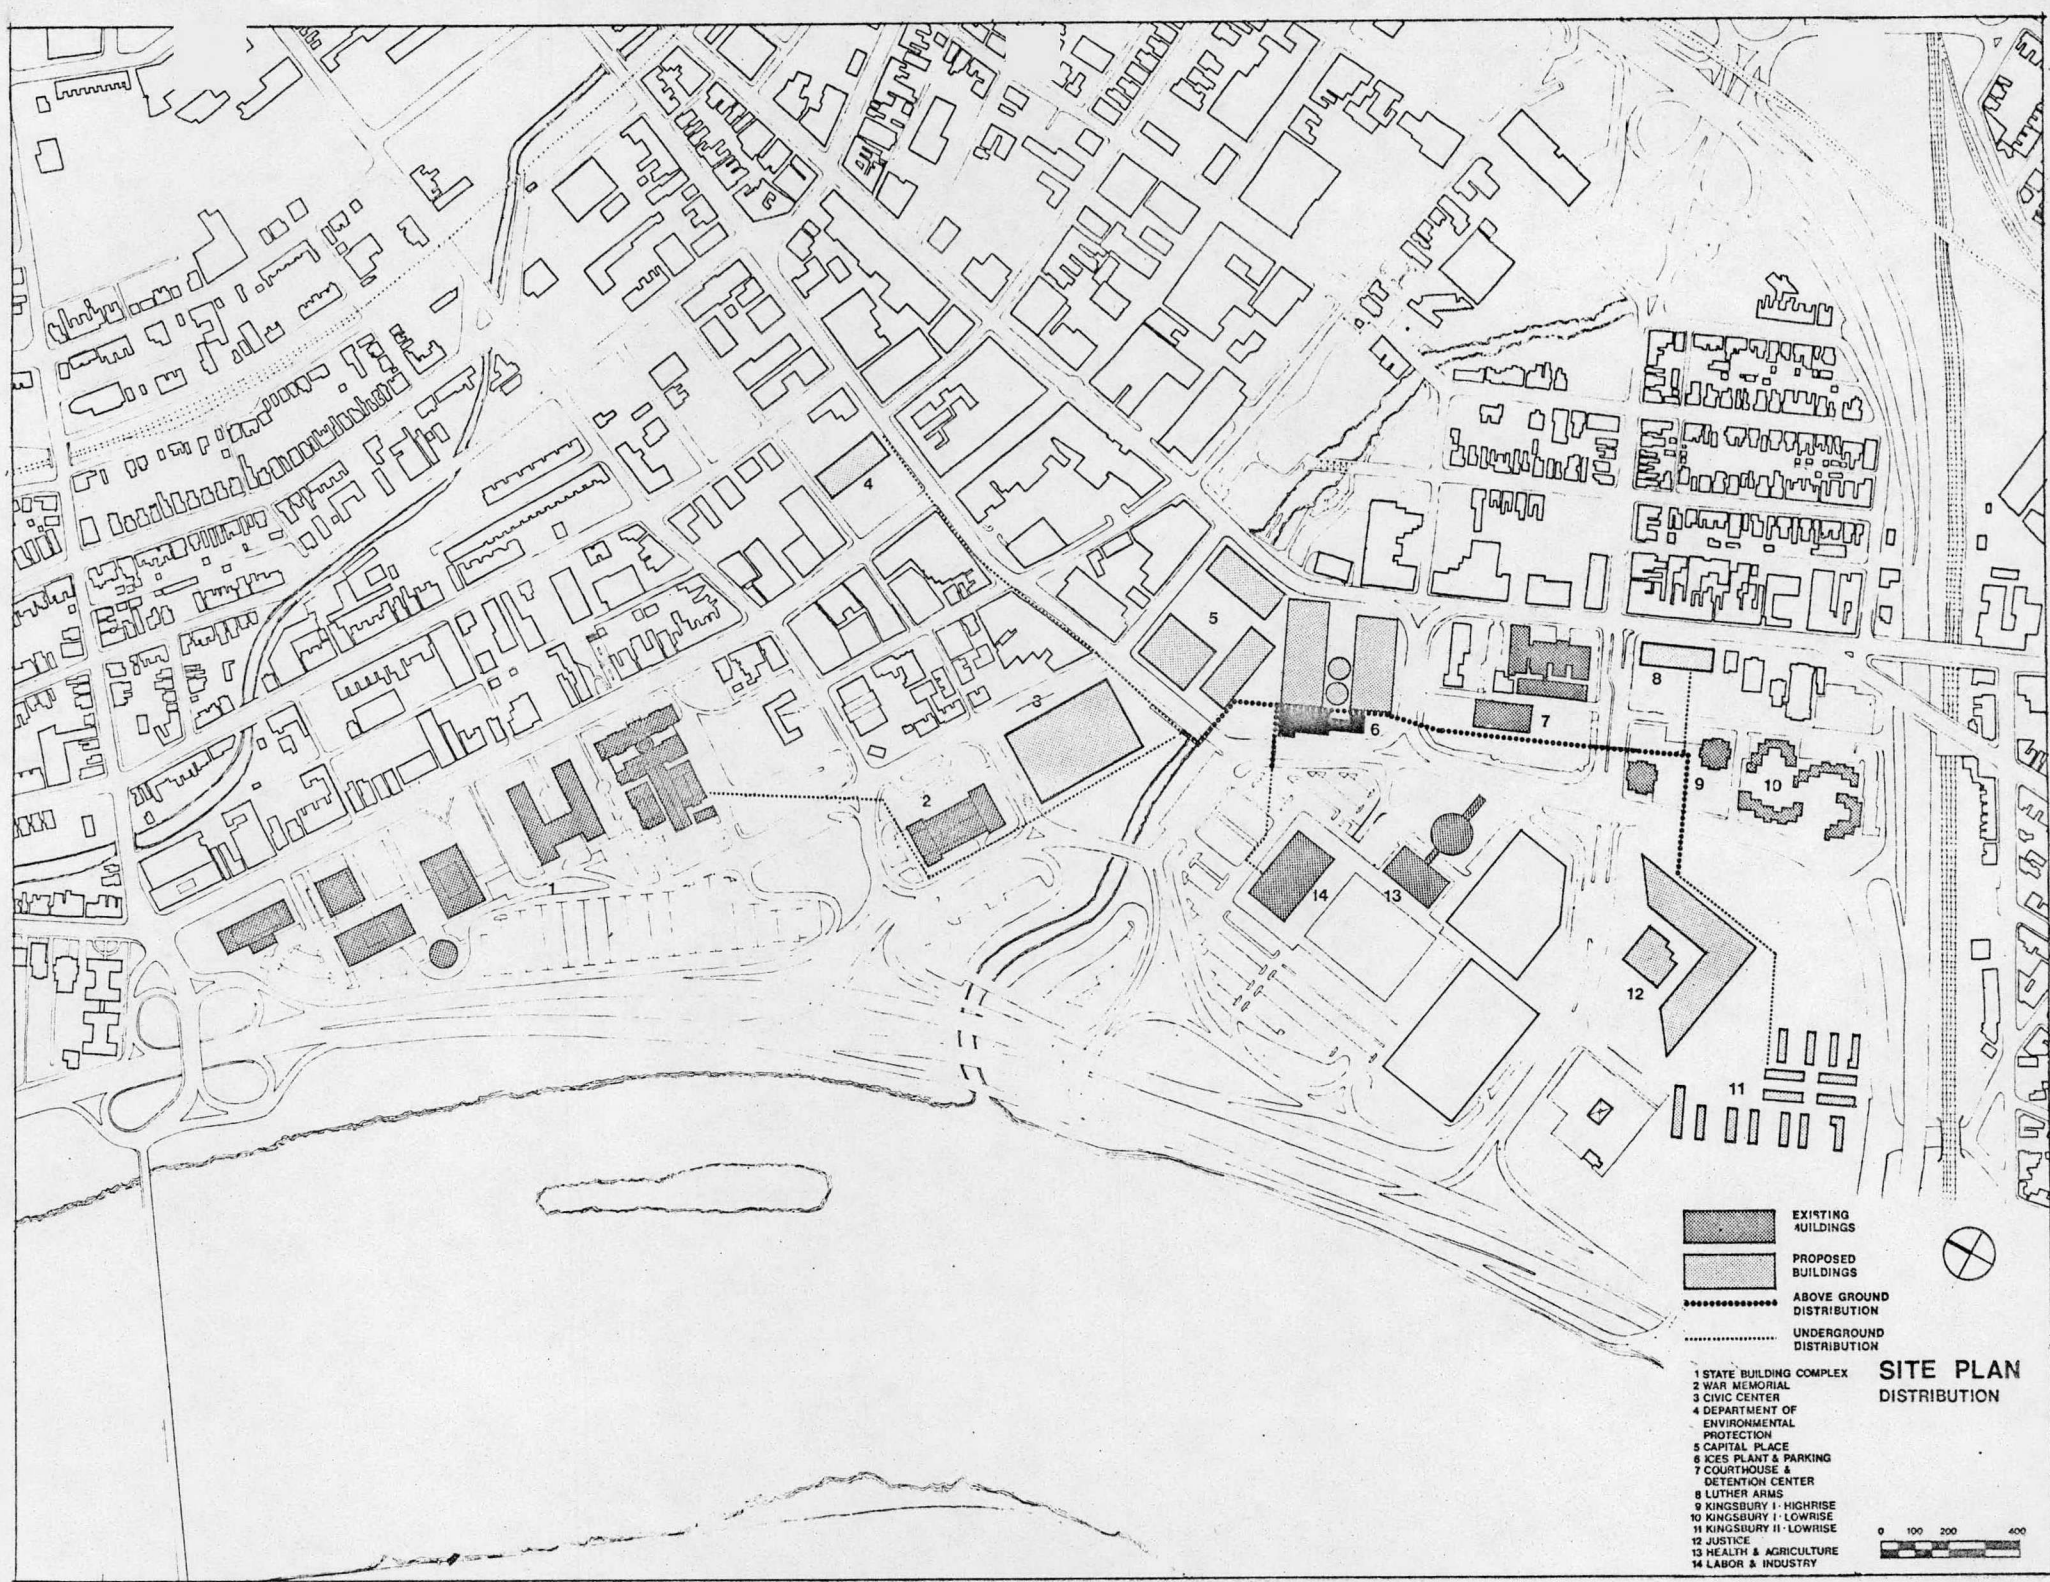 4
5
3
8
6
7
2
9
10
1
14
13
12
11
EXISTING
BUILDINGS
PROPOSED
BUILDINGS
ABOVE GROUND
DISTRIBUTION
UNDERGROUND
DISTRIBUTION
SITE PLAN
DISTRIBUTION
1 STATE BUILDING COMPLEX
2 WAR MEMORIAL
3 CIVIC CENTER
4 DEPARTMENT OF
ENVIRONMENTAL
PROTECTION
5 CAPITAL PLACE
6 ICES PLANT & PARKING
7 COURTHOUSE &
DETENTION CENTER
8 LUTHER ARMS
9 KINGSBURY I - HIGHRISE
10 KINGSBURY I - LOWRISE
11 KINGSBURY II - LOWRISE
12 JUSTICE
13 HEALTH & AGRICULTURE
14 LABOR & INDUSTRY
0 100 200 400